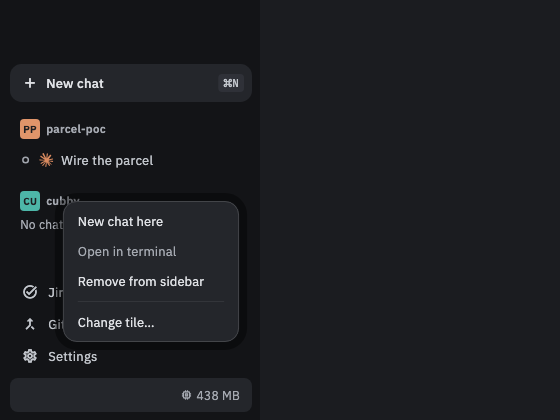 New chat
⌘N
PP parcel-poc
Wire the parcel
CU
No chat
New chat here
Open in terminal
Remove from sidebar
Change tile...
Settings
438 MB